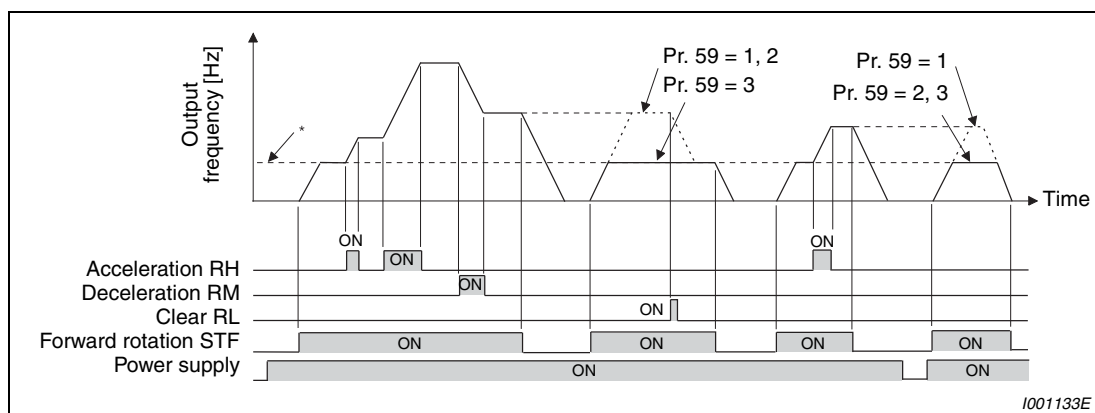 Output
frequency [Hz]
*
Pr. 59 = 1, 2
Pr. 59 = 3
Pr. 59 = 1
Pr. 59 = 2, 3
Time
ON
ON
Acceleration RH
ON
Deceleration RM
ON
Clear RL
ON
Forward rotation STF
ON
ON
ON
ON
Power supply
ON
ON
I001133E